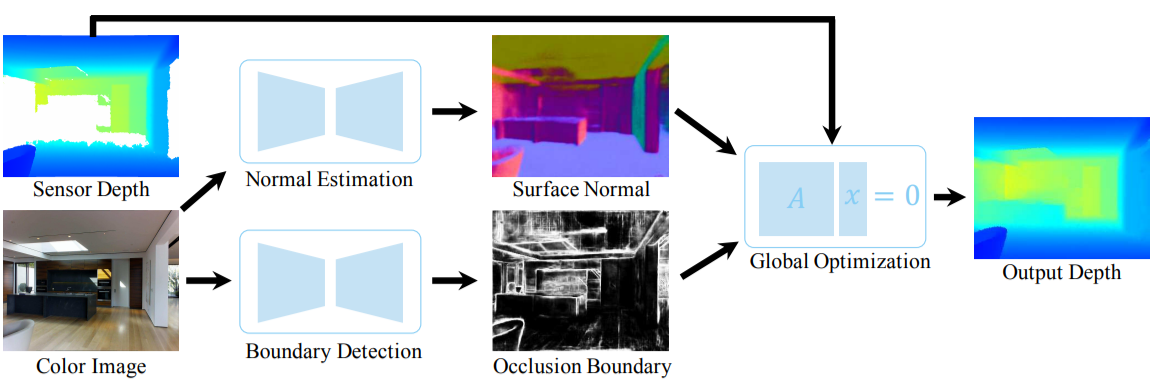 Sensor Depth
Normal Estimation
Surface Normal
A x = 0
Global Optimization
Output Depth
Color Image
Boundary Detection
Occlusion Boundary